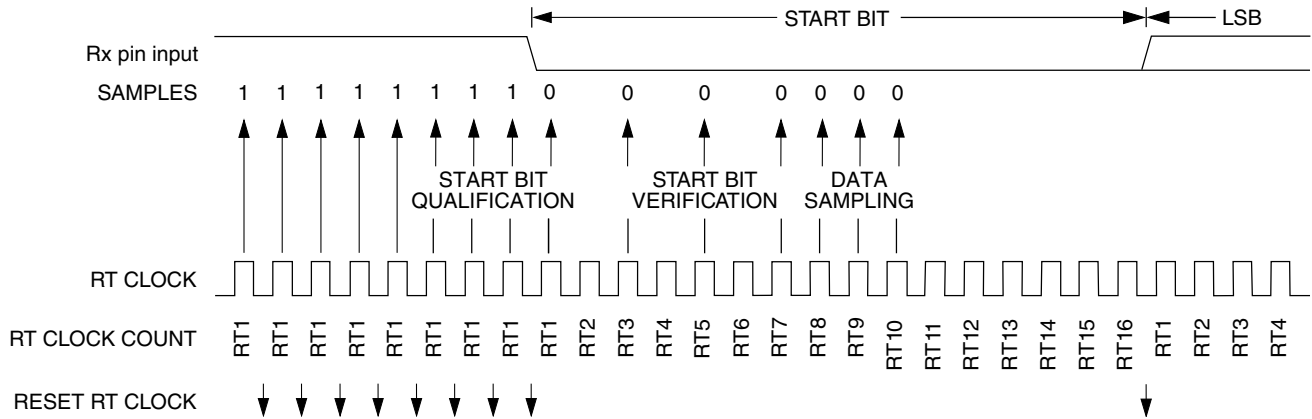 START BIT
LSB
Rx pin input
SAMPLES 1 1 1 1 1 1 1 1 0 0 0 0 0 0 0
START BIT
QUALIFICATION
START BIT
VERIFICATION
DATA
SAMPLING
RT CLOCK
RT CLOCK COUNT RT1 RT1 RT1 RT1 RT1 RT1 RT1 RT1 RT1 RT2 RT3 RT4 RT5 RT6 RT7 RT8 RT9 RT10 RT11 RT12 RT13 RT14 RT15 RT16 RT1 RT2 RT3 RT4
RESET RT CLOCK